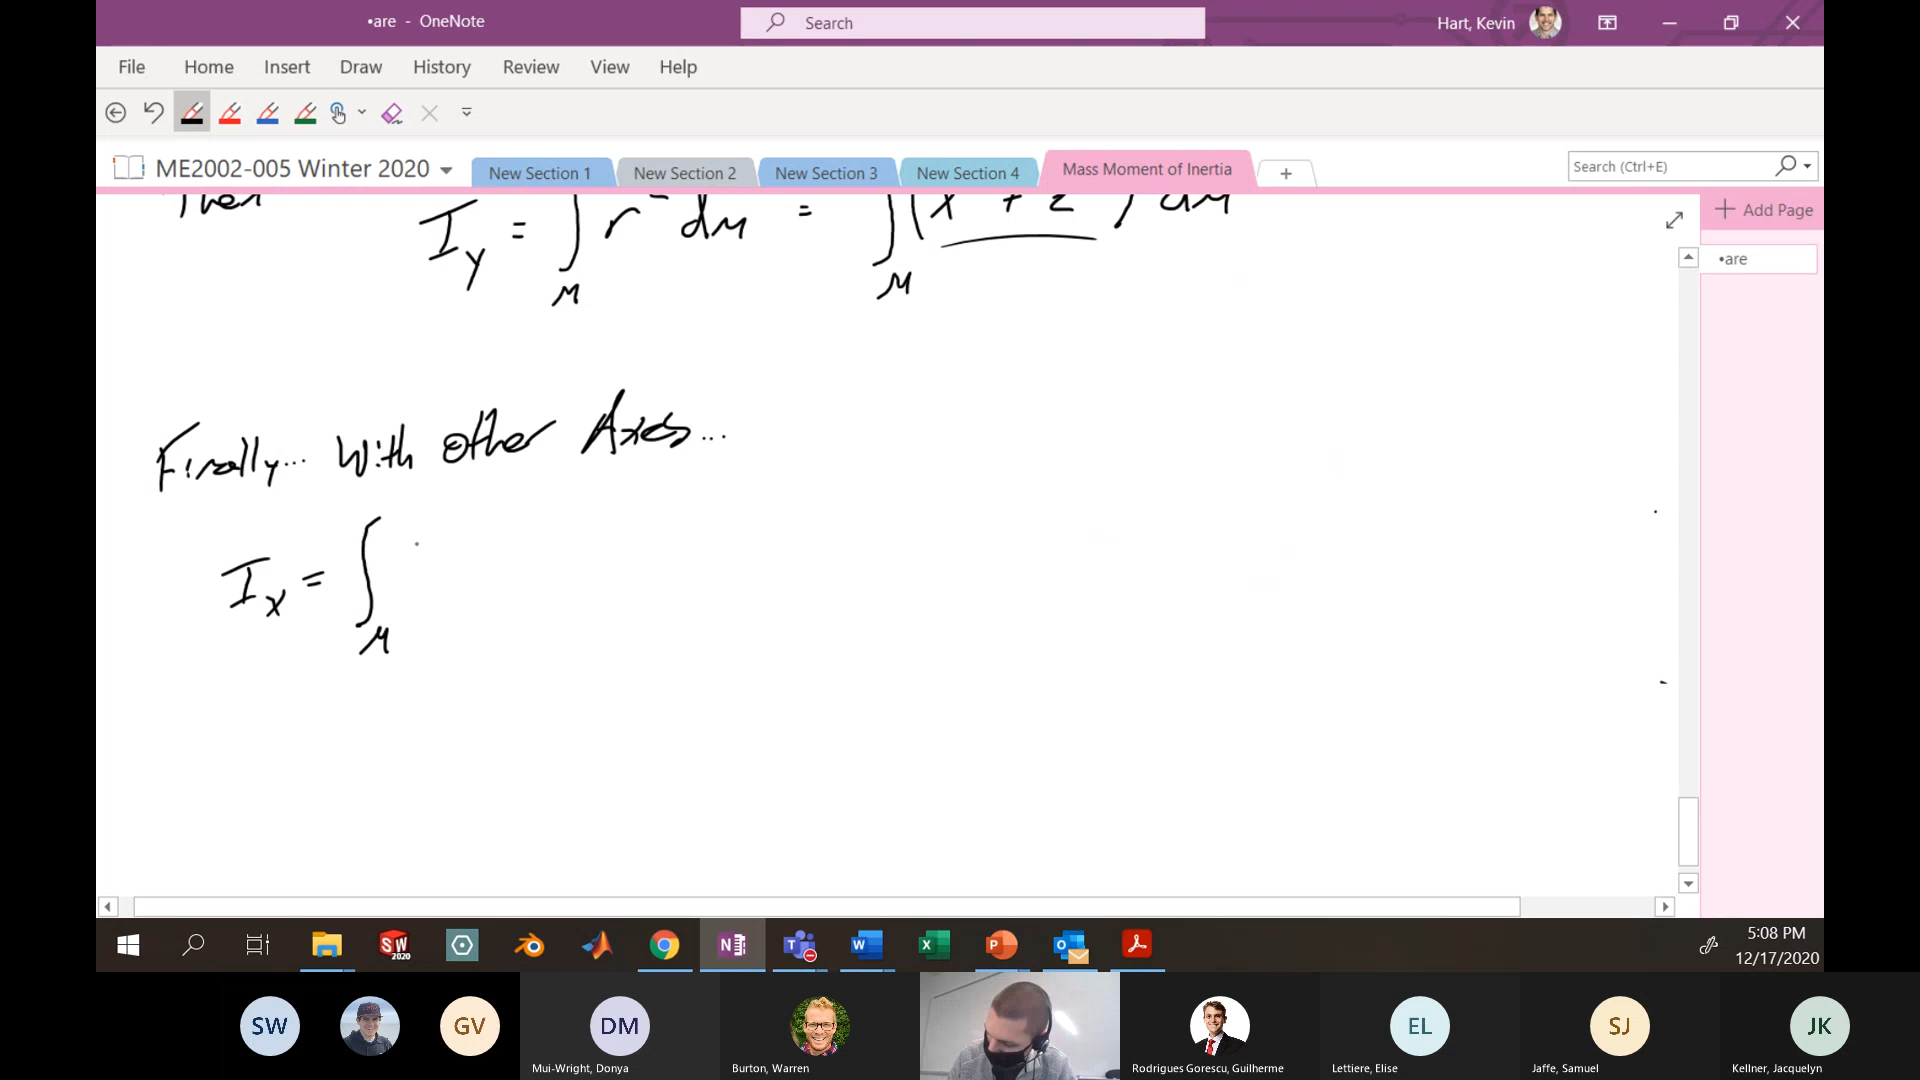 •are - OneNote
Search
Hart, Kevin
File Home Insert Draw History Review View Help
ME2002-005 Winter 2020
New Section 1
New Section 2
New Section 3
New Section 4
Mass Moment of Inertia
+
Search (Ctrl+E)
Add Page
•are
Then
I_y = ∫_M r² dM = ∫_M (x² + z²) dM
Finally... With other Axes...
I_x = ∫_M
SW 2020
5:08 PM
12/17/2020
SW
GV
DM
EL
SJ
JK
Mui-Wright, Donya
Burton, Warren
Rodrigues Gorescu, Guilherme
Lettiere, Elise
Jaffe, Samuel
Kellner, Jacquelyn